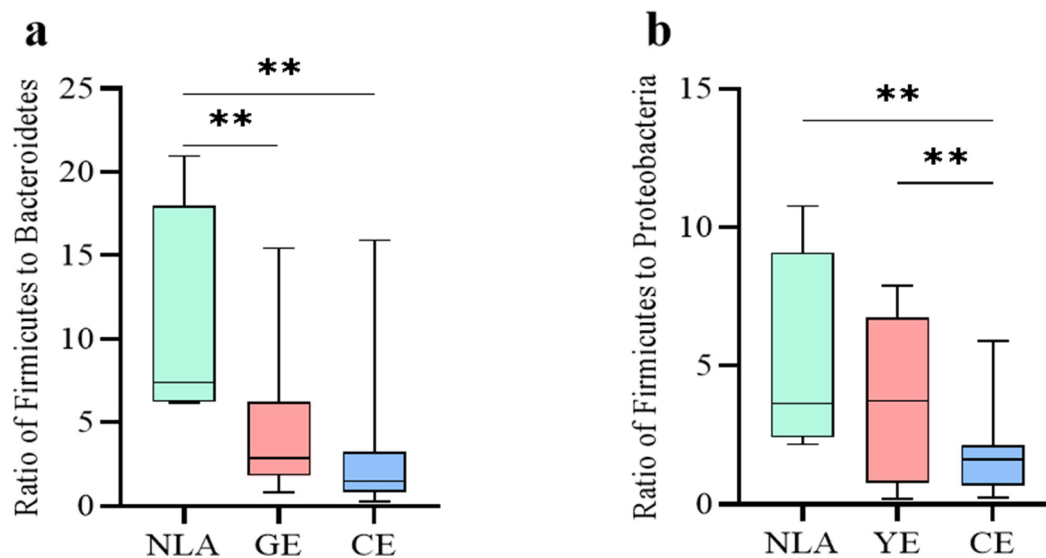 a
Ratio of Firmicutes to Bacteroidetes
25
20
15
10
5
0
**
**
NLA GE CE
b
Ratio of Firmicutes to Proteobacteria
15
10
5
0
**
**
NLA YE CE